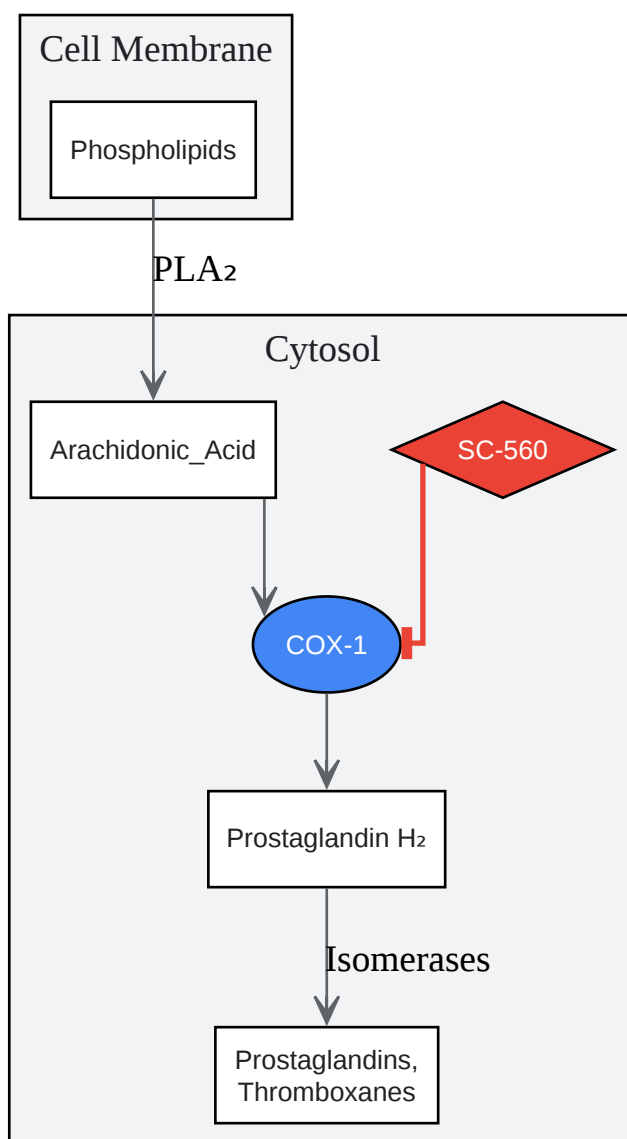 Cell Membrane
Phospholipids
PLA₂
Cytosol
Arachidonic_Acid
SC-560
COX-1
Prostaglandin H₂
Isomerases
Prostaglandins,
Thromboxanes